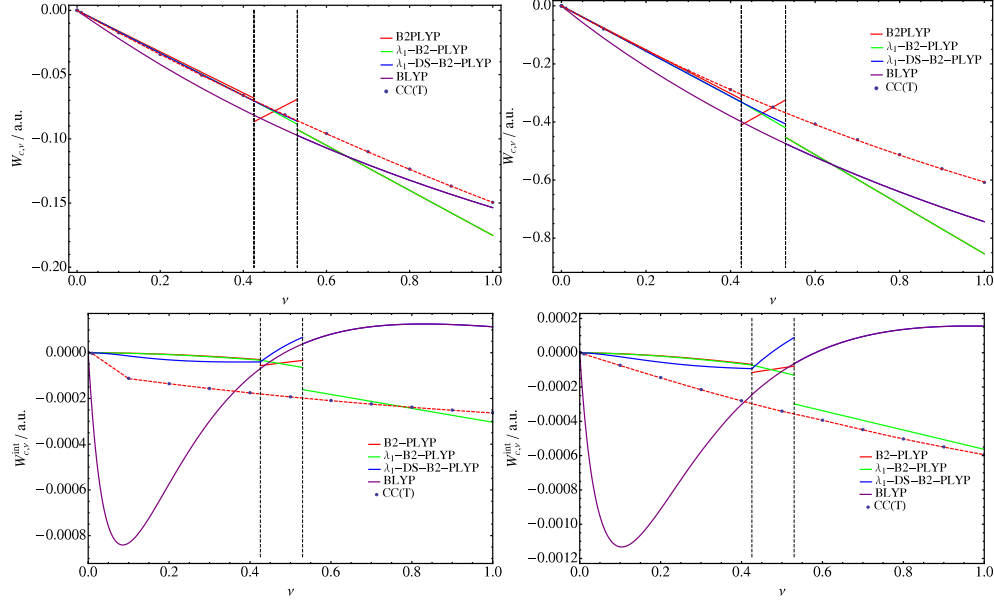 0.00
−0.05
−0.10
−0.15
−0.20
W_{c,ν} / a.u.
B2PLYP
λ₁−B2−PLYP
λ₁−DS−B2−PLYP
BLYP
CC(T)
0.0 0.2 0.4 0.6 0.8 1.0
ν
0.0
−0.2
−0.4
−0.6
−0.8
W_{c,ν} / a.u.
B2−PLYP
λ₁−B2−PLYP
λ₁−DS−B2−PLYP
BLYP
CC(T)
0.0 0.2 0.4 0.6 0.8 1.0
ν
0.0000
−0.0002
−0.0004
−0.0006
−0.0008
W^{int}_{c,ν} / a.u.
B2−PLYP
λ₁−B2−PLYP
λ₁−DS−B2−PLYP
BLYP
CC(T)
0.0 0.2 0.4 0.6 0.8 1.0
ν
0.0002
0.0000
−0.0002
−0.0004
−0.0006
−0.0008
−0.0010
−0.0012
W^{int}_{c,ν} / a.u.
B2−PLYP
λ₁−B2−PLYP
λ₁−DS−B2−PLYP
BLYP
CC(T)
0.0 0.2 0.4 0.6 0.8 1.0
ν